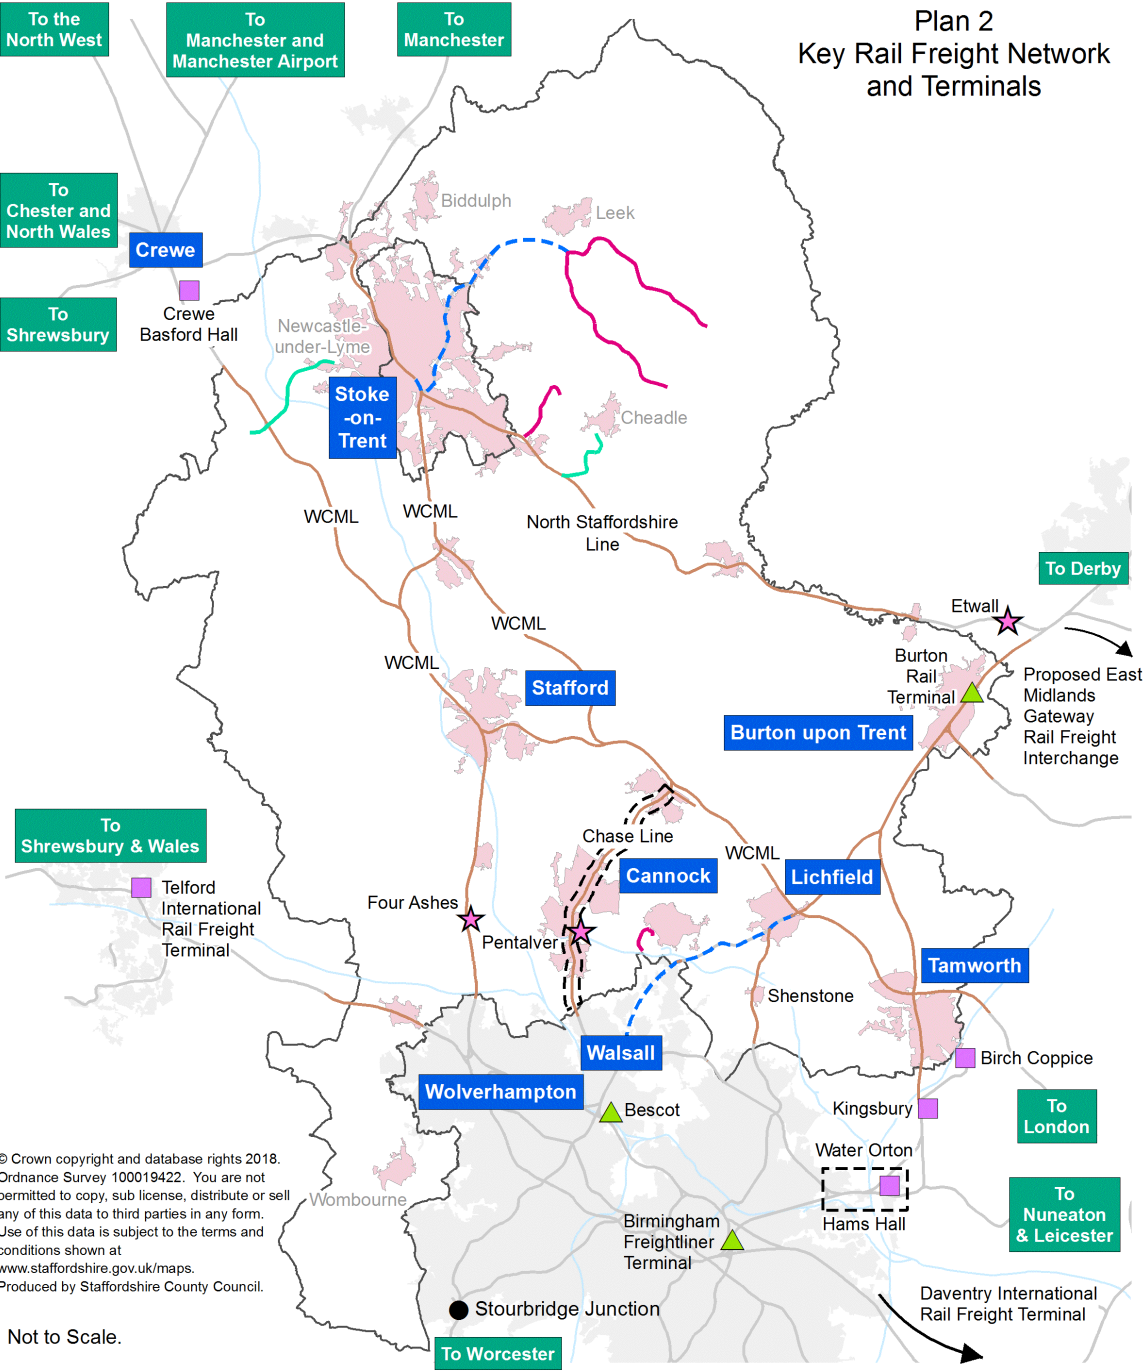 Plan 2
Key Rail Freight Network
and Terminals
To the
North West
To
Manchester and
Manchester Airport
To
Manchester
To
Chester and
North Wales
Crewe
To
Shrewsbury
Crewe
Basford Hall
Biddulph
Leek
Newcastle-
under-Lyme
Stoke
-on-
Trent
Cheadle
WCML
WCML
North Staffordshire
Line
To Derby
Etwall
WCML
WCML
Burton
Rail
Terminal
Proposed East
Midlands
Gateway
Rail Freight
Interchange
Stafford
Burton upon Trent
To
Shrewsbury & Wales
Chase Line
WCML
Cannock
Lichfield
Telford
International
Rail Freight
Terminal
Four Ashes
Pentalver
Tamworth
Shenstone
Walsall
Birch Coppice
Wolverhampton
Bescot
Kingsbury
To
London
Water Orton
© Crown copyright and database rights 2018.
Ordnance Survey 100019422.  You are not
permitted to copy, sub license, distribute or sell
any of this data to third parties in any form.
Use of this data is subject to the terms and
conditions shown at
www.staffordshire.gov.uk/maps.
Produced by Staffordshire County Council.
Wombourne
Hams Hall
To
Nuneaton
& Leicester
Birmingham
Freightliner
Terminal
Daventry International
Rail Freight Terminal
Stourbridge Junction
Not to Scale.
To Worcester